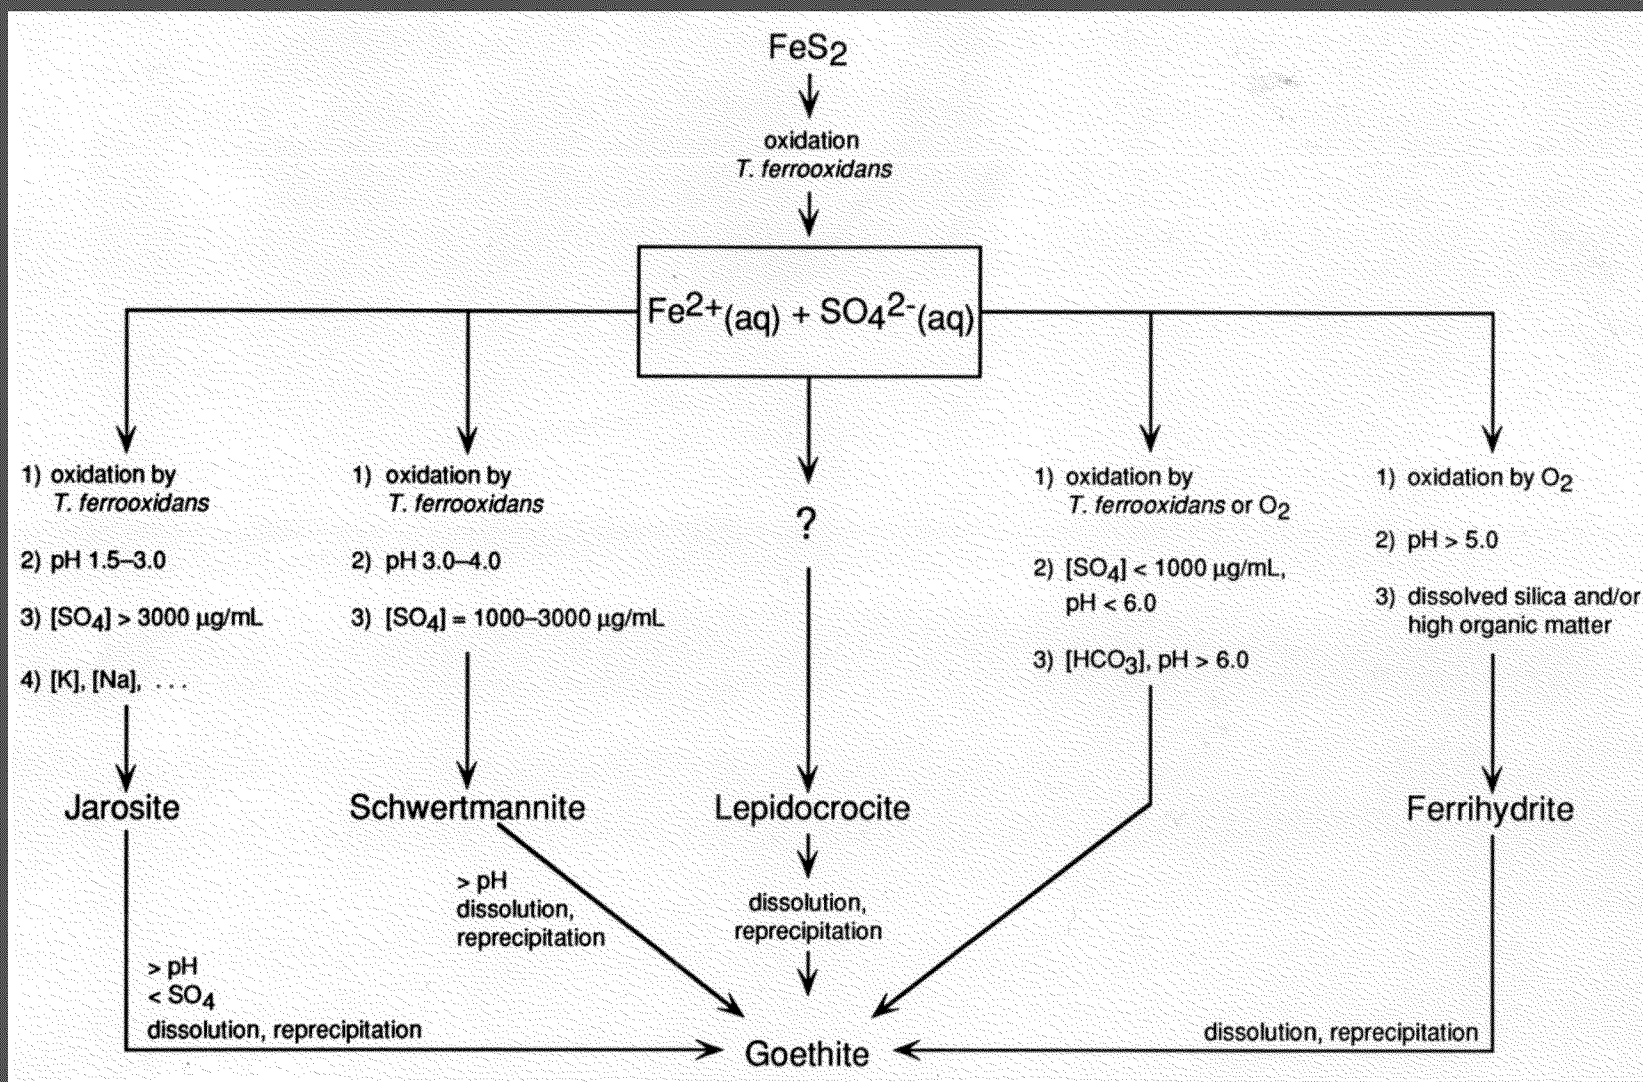 FeS2
oxidation
T. ferrooxidans
Fe2+(aq) + SO42-(aq)
1) oxidation by
T. ferrooxidans
2) pH 1.5–3.0
3) [SO4] > 3000 µg/mL
4) [K], [Na], ...
Jarosite
1) oxidation by
T. ferrooxidans
2) pH 3.0–4.0
3) [SO4] = 1000–3000 µg/mL
Schwertmannite
?
Lepidocrocite
1) oxidation by
T. ferrooxidans or O2
2) [SO4] < 1000 µg/mL,
pH < 6.0
3) [HCO3], pH > 6.0
1) oxidation by O2
2) pH > 5.0
3) dissolved silica and/or
high organic matter
Ferrihydrite
> pH
< SO4
dissolution, reprecipitation
> pH
dissolution,
reprecipitation
dissolution,
reprecipitation
dissolution, reprecipitation
Goethite